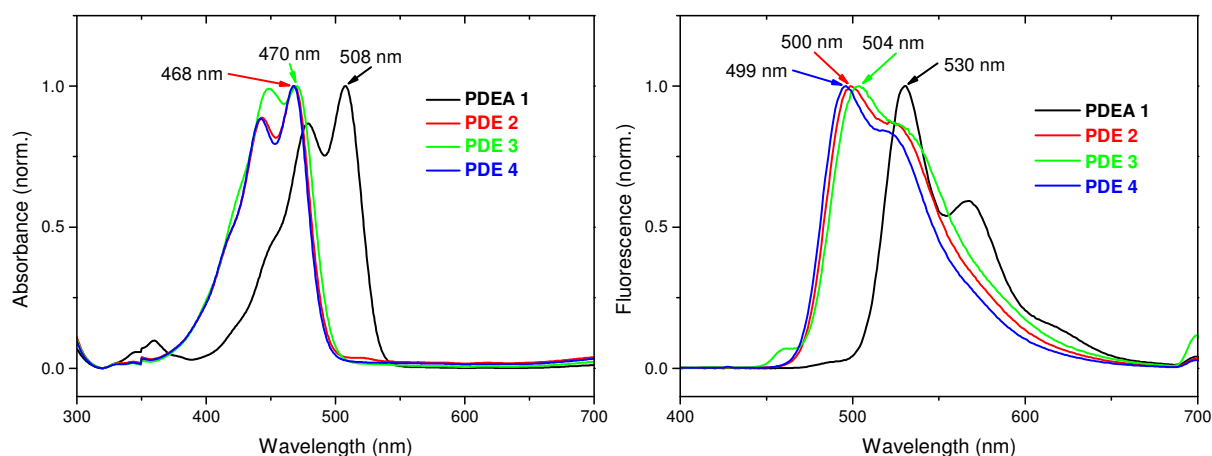 470 nm
508 nm
468 nm
PDEA 1
PDE 2
PDE 3
PDE 4
1.0
0.5
0.0
Absorbance (norm.)
300
400
500
600
700
Wavelength (nm)
500 nm
504 nm
499 nm
530 nm
PDEA 1
PDE 2
PDE 3
PDE 4
1.0
0.5
0.0
Fluorescence (norm.)
400
500
600
700
Wavelength (nm)